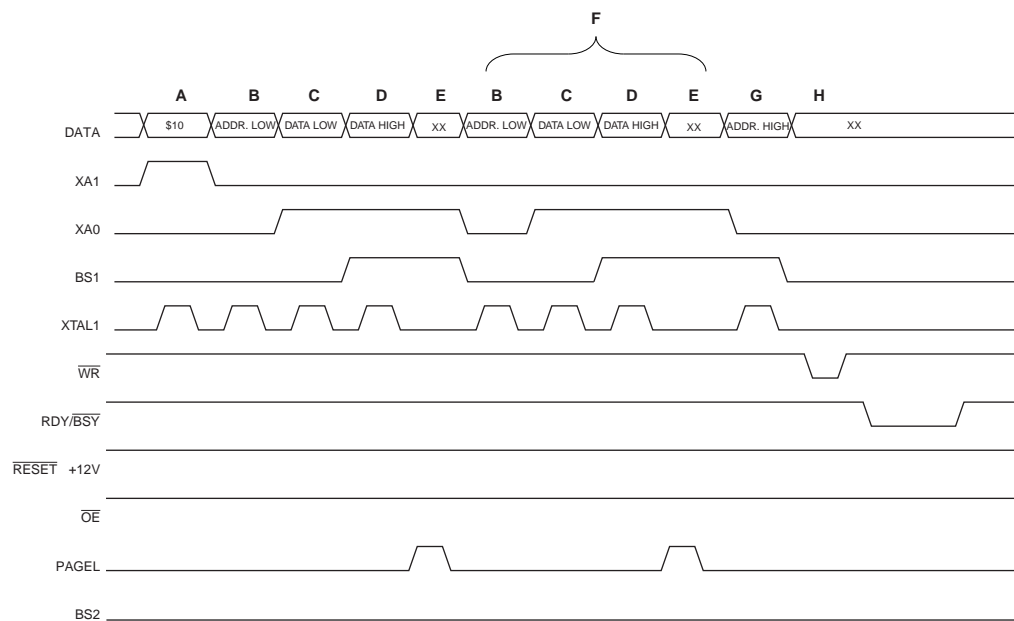 F
A B C D E B C D E G H
DATA $10 ADDR. LOW DATA LOW DATA HIGH XX ADDR. LOW DATA LOW DATA HIGH XX ADDR. HIGH XX
XA1
XA0
BS1
XTAL1
WR
RDY/BSY
RESET +12V
OE
PAGEL
BS2